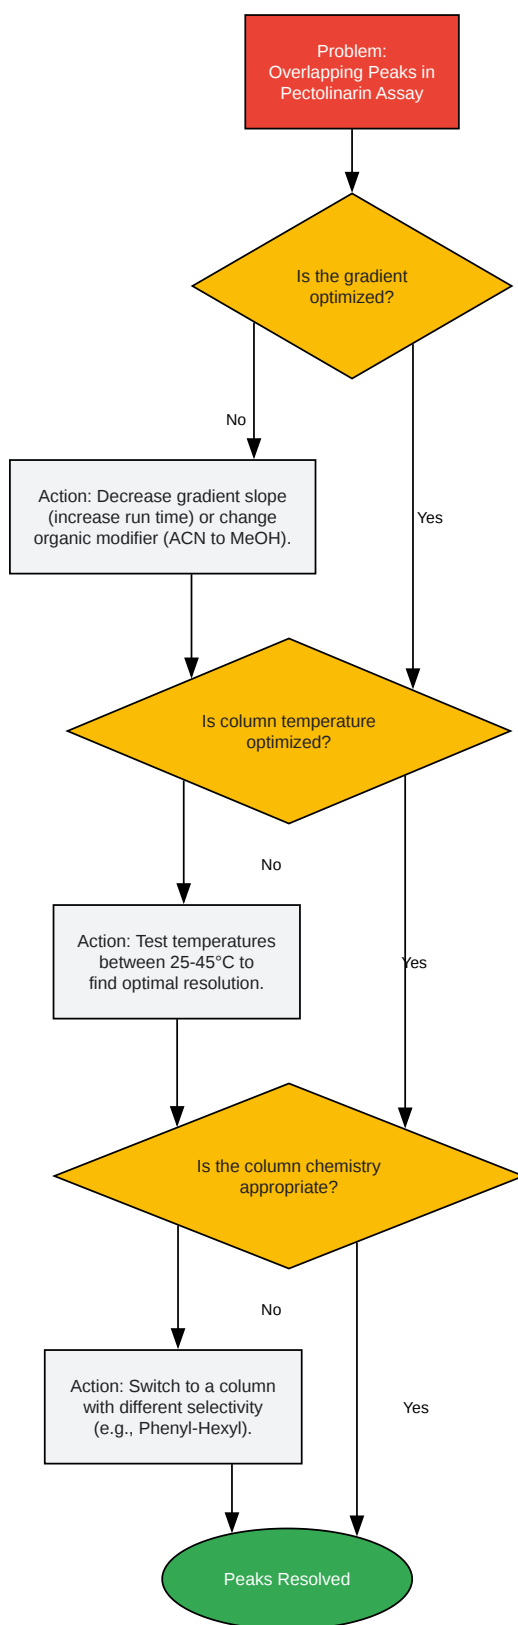 Problem:
Overlapping Peaks in
Pectolinarin Assay
Is the gradient
optimized?
No
Action: Decrease gradient slope
(increase run time) or change
organic modifier (ACN to MeOH).
Yes
Is column temperature
optimized?
No
Action: Test temperatures
between 25-45°C to
find optimal resolution.
Yes
Is the column chemistry
appropriate?
No
Action: Switch to a column
with different selectivity
(e.g., Phenyl-Hexyl).
Yes
Peaks Resolved